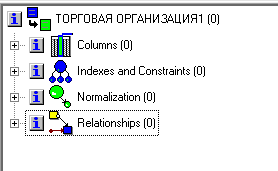 ТОРГОВАЯ ОРГАНИЗАЦИЯ1 (0)
Columns (0)
Indexes and Constraints (0)
Normalization (0)
Relationships (0)